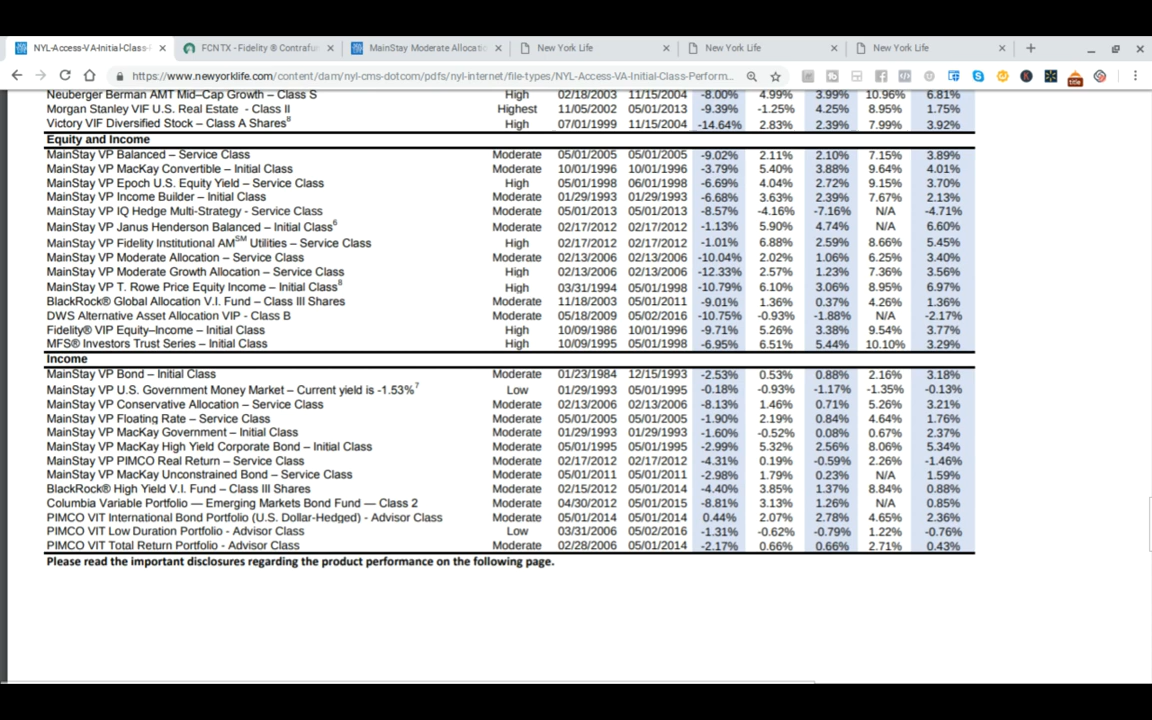 NYL-Access-VA-Initial-Class-
FCNTX - Fidelity ® Contrafun
MainStay Moderate Allocatio
New York Life
New York Life
New York Life
https://www.newyorklife.com/content/dam/nyl-cms-dotcom/pdfs/nyl-internet/file-types/NYL-Access-VA-Initial-Class-Perform...
Neuberger Berman AMT Mid–Cap Growth – Class S High 02/18/2003 11/15/2004 -8.00% 4.99% 3.99% 10.96% 6.81%
Morgan Stanley VIF U.S. Real Estate - Class II Highest 11/05/2002 05/01/2013 -9.39% -1.25% 4.25% 8.95% 1.75%
Victory VIF Diversified Stock – Class A Shares8 High 07/01/1999 11/15/2004 -14.64% 2.83% 2.39% 7.99% 3.92%
Equity and Income
MainStay VP Balanced – Service Class Moderate 05/01/2005 05/01/2005 -9.02% 2.11% 2.10% 7.15% 3.89%
MainStay VP MacKay Convertible – Initial Class Moderate 10/01/1996 10/01/1996 -3.79% 5.40% 3.88% 9.64% 4.01%
MainStay VP Epoch U.S. Equity Yield – Service Class High 05/01/1998 06/01/1998 -6.69% 4.04% 2.72% 9.15% 3.70%
MainStay VP Income Builder – Initial Class Moderate 01/29/1993 01/29/1993 -6.68% 3.63% 2.39% 7.67% 2.13%
MainStay VP IQ Hedge Multi-Strategy - Service Class Moderate 05/01/2013 05/01/2013 -8.57% -4.16% -7.16% N/A -4.71%
MainStay VP Janus Henderson Balanced – Initial Class6 Moderate 02/17/2012 02/17/2012 -1.13% 5.90% 4.74% N/A 6.60%
MainStay VP Fidelity Institutional AMSM Utilities – Service Class High 02/17/2012 02/17/2012 -1.01% 6.88% 2.59% 8.66% 5.45%
MainStay VP Moderate Allocation – Service Class Moderate 02/13/2006 02/13/2006 -10.04% 2.02% 1.06% 6.25% 3.40%
MainStay VP Moderate Growth Allocation – Service Class High 02/13/2006 02/13/2006 -12.33% 2.57% 1.23% 7.36% 3.56%
MainStay VP T. Rowe Price Equity Income – Initial Class8 High 03/31/1994 05/01/1998 -10.79% 6.10% 3.06% 8.95% 6.97%
BlackRock® Global Allocation V.I. Fund – Class III Shares Moderate 11/18/2003 05/01/2011 -9.01% 1.36% 0.37% 4.26% 1.36%
DWS Alternative Asset Allocation VIP - Class B Moderate 05/18/2009 05/02/2016 -10.75% -0.93% -1.88% N/A -2.17%
Fidelity® VIP Equity–Income – Initial Class High 10/09/1986 10/01/1996 -9.71% 5.26% 3.38% 9.54% 3.77%
MFS® Investors Trust Series – Initial Class High 10/09/1995 05/01/1998 -6.95% 6.51% 5.44% 10.10% 3.29%
Income
MainStay VP Bond – Initial Class Moderate 01/23/1984 12/15/1993 -2.53% 0.53% 0.88% 2.16% 3.18%
MainStay VP U.S. Government Money Market – Current yield is -1.53%7 Low 01/29/1993 05/01/1995 -0.18% -0.93% -1.17% -1.35% -0.13%
MainStay VP Conservative Allocation – Service Class Moderate 02/13/2006 02/13/2006 -8.13% 1.46% 0.71% 5.26% 3.21%
MainStay VP Floating Rate – Service Class Moderate 05/01/2005 05/01/2005 -1.90% 2.19% 0.84% 4.64% 1.76%
MainStay VP MacKay Government – Initial Class Moderate 01/29/1993 01/29/1993 -1.60% -0.52% 0.08% 0.67% 2.37%
MainStay VP MacKay High Yield Corporate Bond – Initial Class Moderate 05/01/1995 05/01/1995 -2.99% 5.32% 2.56% 8.06% 5.34%
MainStay VP PIMCO Real Return – Service Class Moderate 02/17/2012 02/17/2012 -4.31% 0.19% -0.59% 2.26% -1.46%
MainStay VP MacKay Unconstrained Bond – Service Class Moderate 05/01/2011 05/01/2011 -2.98% 1.79% 0.23% N/A 1.59%
BlackRock® High Yield V.I. Fund – Class III Shares Moderate 02/15/2012 05/01/2014 -4.40% 3.85% 1.37% 8.84% 0.88%
Columbia Variable Portfolio — Emerging Markets Bond Fund — Class 2 Moderate 04/30/2012 05/01/2015 -8.81% 3.13% 1.26% N/A 0.85%
PIMCO VIT International Bond Portfolio (U.S. Dollar-Hedged) - Advisor Class Moderate 05/01/2014 05/01/2014 0.44% 2.07% 2.78% 4.65% 2.36%
PIMCO VIT Low Duration Portfolio - Advisor Class Low 03/31/2006 05/02/2016 -1.31% -0.62% -0.79% 1.22% -0.76%
PIMCO VIT Total Return Portfolio - Advisor Class Moderate 02/28/2006 05/01/2014 -2.17% 0.66% 0.66% 2.71% 0.43%
Please read the important disclosures regarding the product performance on the following page.